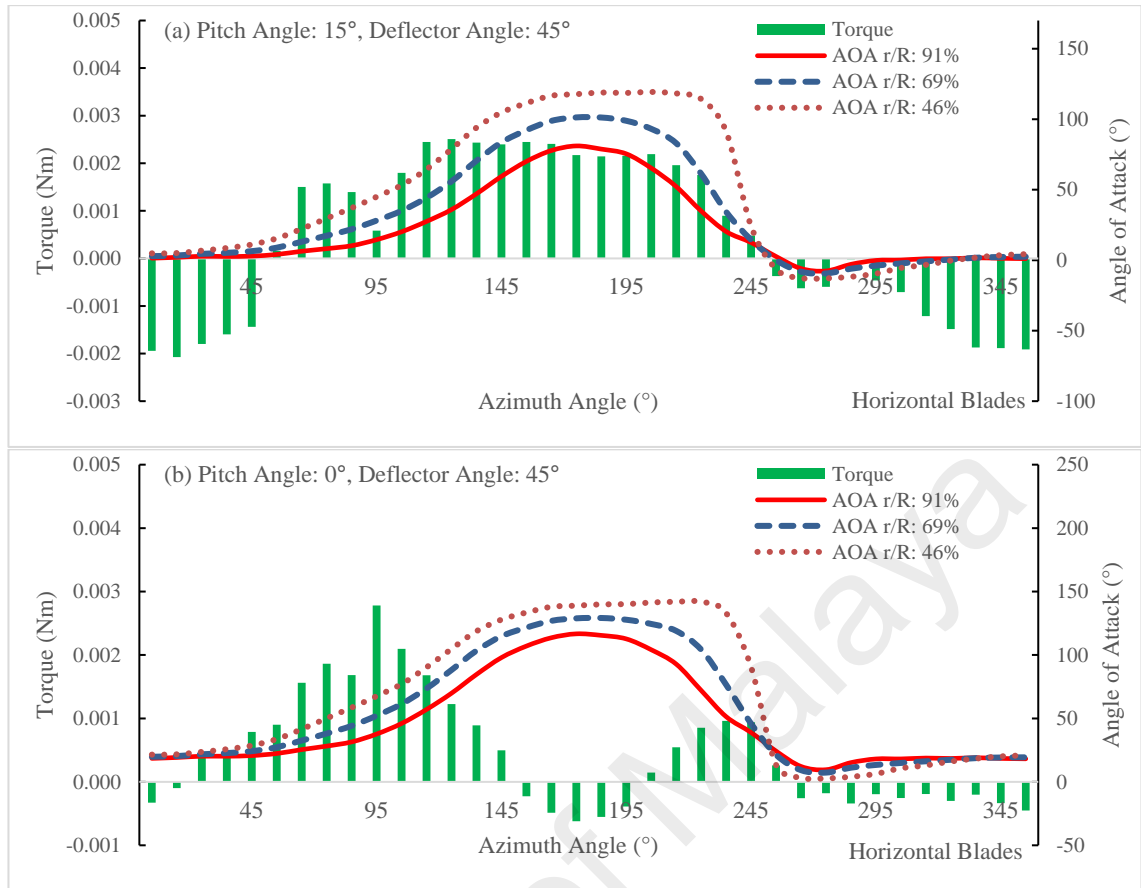 (a) Pitch Angle: 15°, Deflector Angle: 45°
Torque
AOA r/R: 91%
AOA r/R: 69%
AOA r/R: 46%
0.005
0.004
0.003
0.002
0.001
0.000
-0.001
-0.002
-0.003
Torque (Nm)
150
100
50
0
-50
-100
Angle of Attack (°)
45 95 145 195 245 295 345
Azimuth Angle (°)
Horizontal Blades
(b) Pitch Angle: 0°, Deflector Angle: 45°
Torque
AOA r/R: 91%
AOA r/R: 69%
AOA r/R: 46%
0.005
0.004
0.003
0.002
0.001
0.000
-0.001
Torque (Nm)
250
200
150
100
50
0
-50
Angle of Attack (°)
45 95 145 195 245 295 345
Azimuth Angle (°)
Horizontal Blades
of Malaya